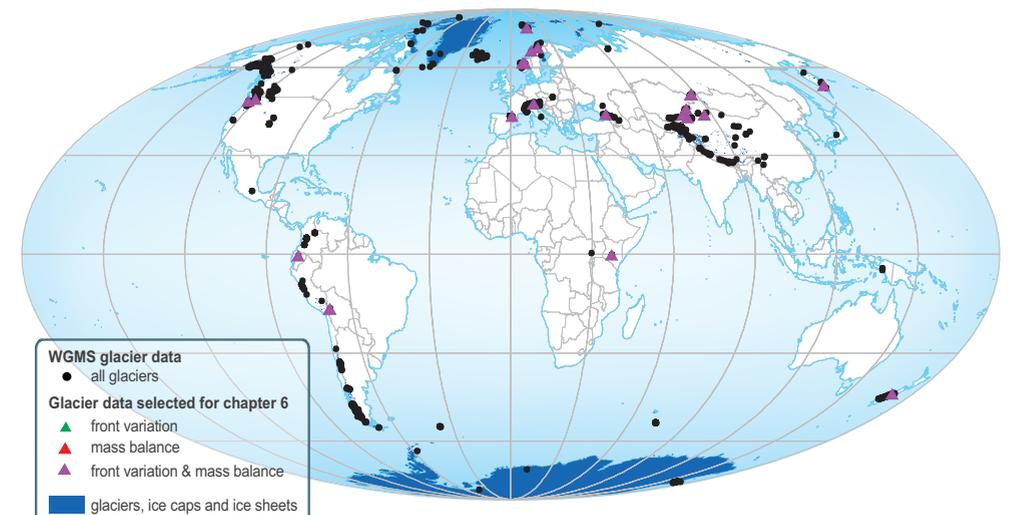 WGMS glacier data
all glaciers
Glacier data selected for chapter 6
front variation
mass balance
front variation & mass balance
glaciers, ice caps and ice sheets